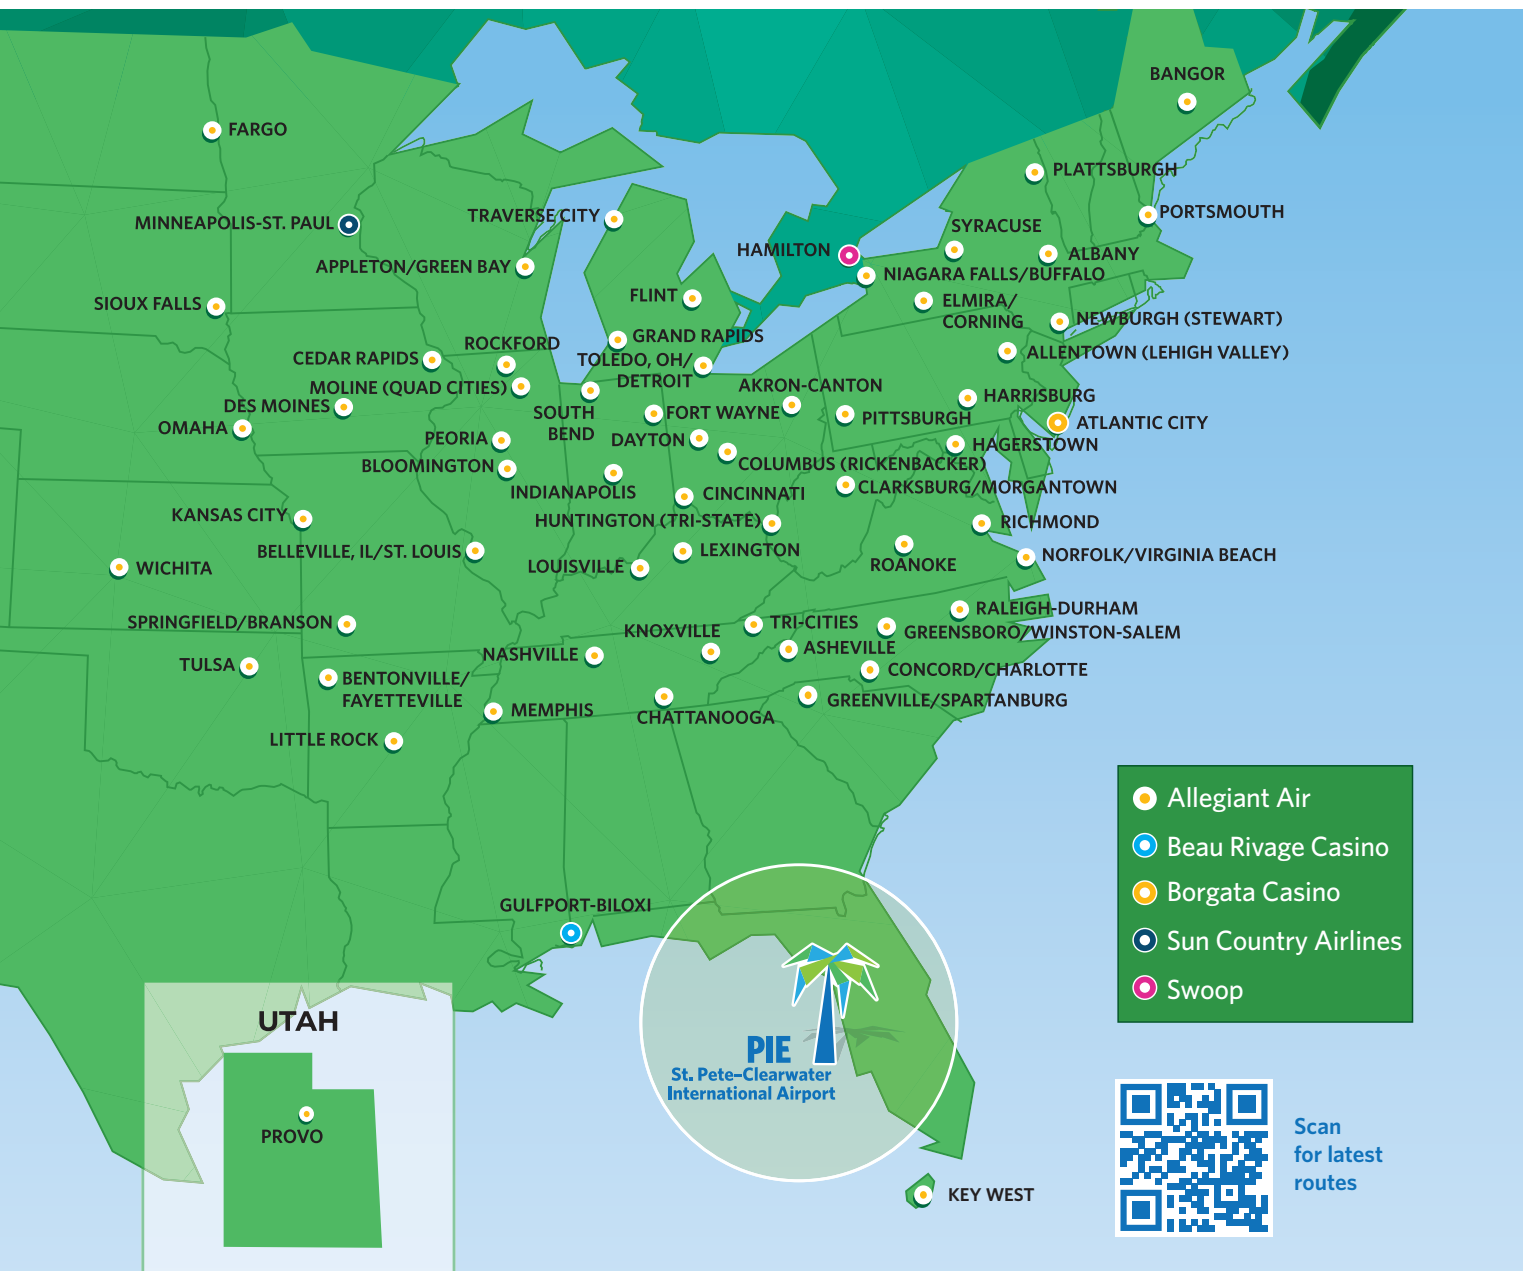 BANGOR
FARGO
PLATTSBURGH
PORTSMOUTH
TRAVERSE CITY
MINNEAPOLIS-ST. PAUL
SYRACUSE
HAMILTON
ALBANY
APPLETON/GREEN BAY
NIAGARA FALLS/BUFFALO
FLINT
SIOUX FALLS
ELMIRA/
CORNING
NEWBURGH (STEWART)
GRAND RAPIDS
ROCKFORD
ALLENTOWN (LEHIGH VALLEY)
CEDAR RAPIDS
TOLEDO, OH/
DETROIT
MOLINE (QUAD CITIES)
AKRON-CANTON
HARRISBURG
DES MOINES
SOUTH
BEND
FORT WAYNE
PITTSBURGH
ATLANTIC CITY
OMAHA
PEORIA
DAYTON
HAGERSTOWN
BLOOMINGTON
COLUMBUS (RICKENBACKER)
INDIANAPOLIS
CINCINNATI
CLARKSBURG/MORGANTOWN
KANSAS CITY
HUNTINGTON (TRI-STATE)
RICHMOND
BELLEVILLE, IL/ST. LOUIS
LEXINGTON
NORFOLK/VIRGINIA BEACH
WICHITA
LOUISVILLE
ROANOKE
RALEIGH-DURHAM
SPRINGFIELD/BRANSON
KNOXVILLE
TRI-CITIES
GREENSBORO/WINSTON-SALEM
NASHVILLE
ASHEVILLE
TULSA
BENTONVILLE/
FAYETTEVILLE
CONCORD/CHARLOTTE
MEMPHIS
CHATTANOOGA
GREENVILLE/SPARTANBURG
LITTLE ROCK
Allegiant Air
Beau Rivage Casino
Borgata Casino
Sun Country Airlines
Swoop
GULFPORT-BILOXI
UTAH
PROVO
PIE
St. Pete–Clearwater
International Airport
KEY WEST
Scan
for latest
routes